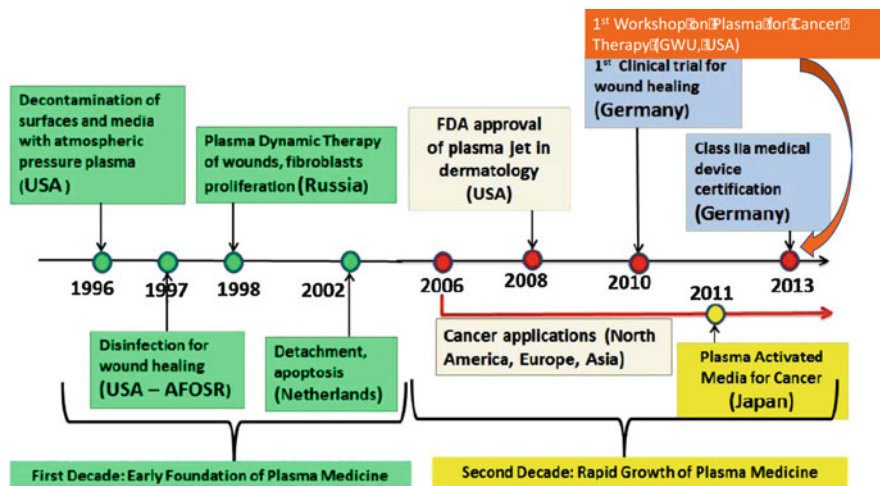 1st Workshop on Plasma for Cancer
Therapy (GWU, USA)
Decontamination of
surfaces and media
with atmospheric
pressure plasma
(USA)
Plasma Dynamic Therapy
of wounds, fibroblasts
proliferation (Russia)
FDA approval
of plasma jet in
dermatology
(USA)
1st Clinical trial for
wound healing
(Germany)
Class IIa medical
device
certification
(Germany)
1996
1997
1998
2002
2006
2008
2010
2011
2013
Disinfection for
wound healing
(USA – AFOSR)
Detachment,
apoptosis
(Netherlands)
Cancer applications (North
America, Europe, Asia)
Plasma Activated
Media for Cancer
(Japan)
First Decade: Early Foundation of Plasma Medicine
Second Decade: Rapid Growth of Plasma Medicine